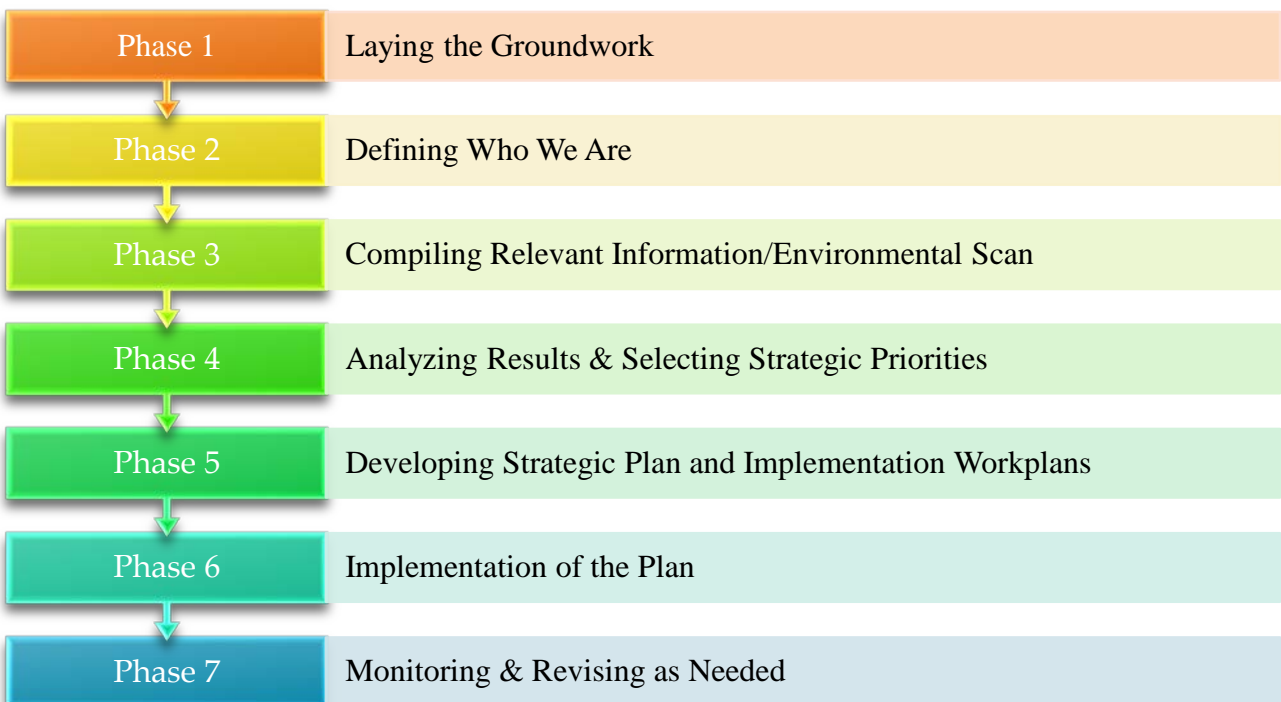 Phase 1
Laying the Groundwork
Phase 2
Defining Who We Are
Phase 3
Compiling Relevant Information/Environmental Scan
Phase 4
Analyzing Results & Selecting Strategic Priorities
Phase 5
Developing Strategic Plan and Implementation Workplans
Phase 6
Implementation of the Plan
Phase 7
Monitoring & Revising as Needed